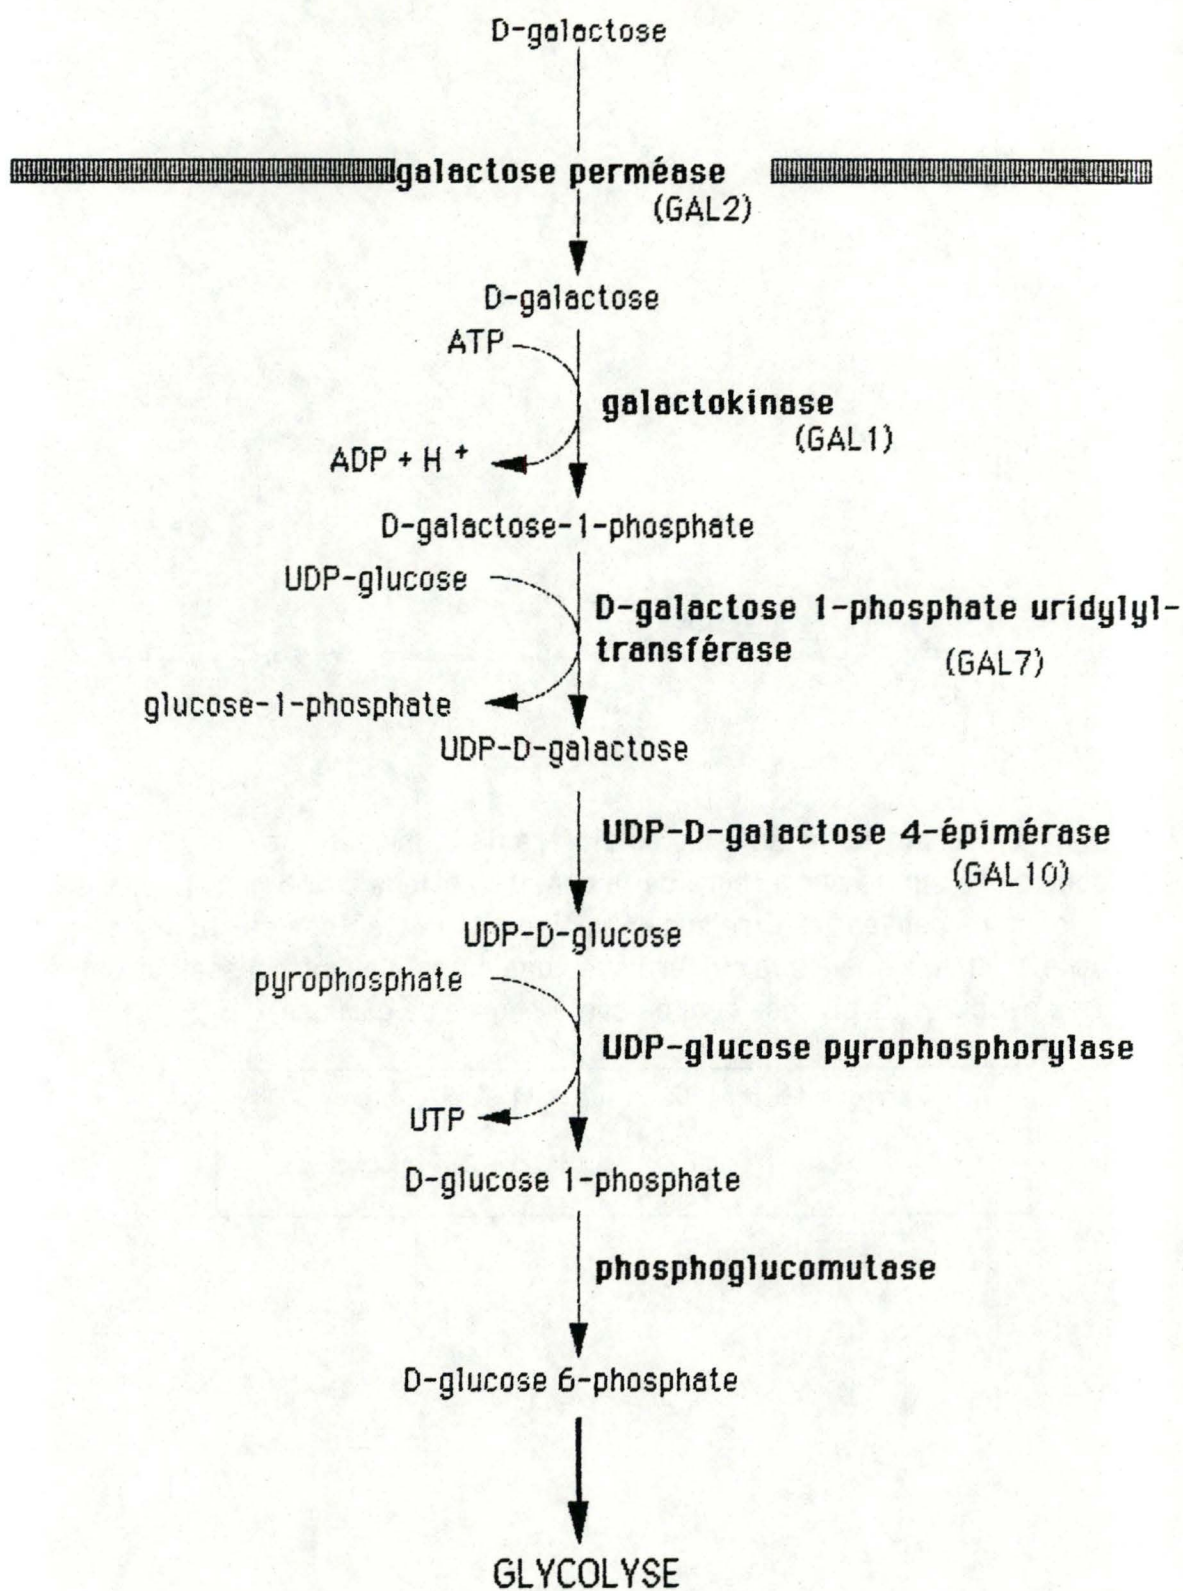 D-galactose
galactose perméase
(GAL2)
D-galactose
ATP
galactokinase
(GAL1)
ADP + H +
D-galactose-1-phosphate
UDP-glucose
D-galactose 1-phosphate uridylyl-
transférase
(GAL7)
glucose-1-phosphate
UDP-D-galactose
UDP-D-galactose 4-épimérase
(GAL10)
UDP-D-glucose
pyrophosphate
UDP-glucose pyrophosphorylase
UTP
D-glucose 1-phosphate
phosphoglucomutase
D-glucose 6-phosphate
GLYCOLYSE